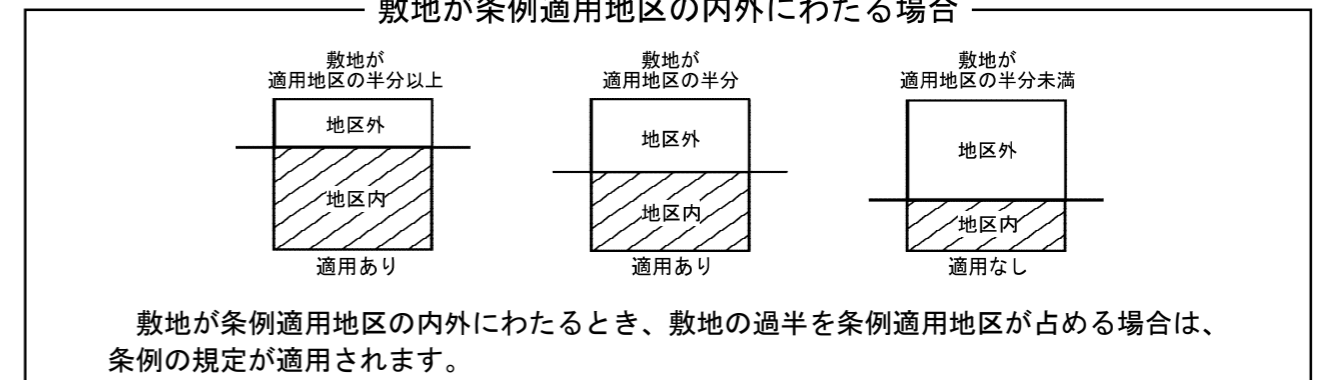 敷地が条例適用地区の内外にわたる場合
敷地が
適用地区の半分以上
地区外
地区内
適用あり
敷地が
適用地区の半分
地区外
地区内
適用あり
敷地が
適用地区の半分未満
地区外
地区内
適用なし
敷地が条例適用地区の内外にわたるとき、敷地の過半を条例適用地区が占める場合は、
条例の規定が適用されます。